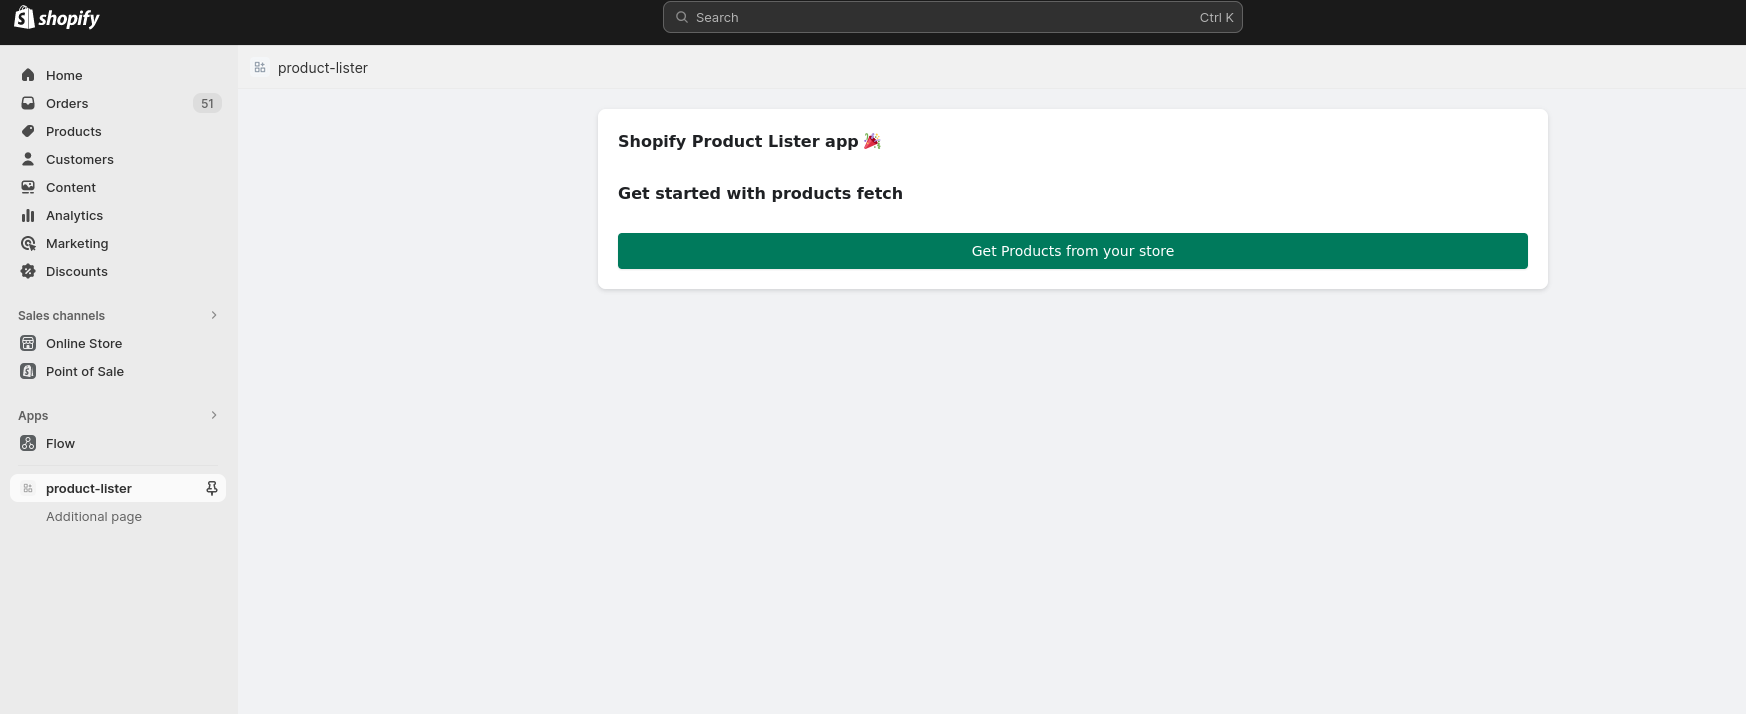 shopify
Search
Ctrl K
Home
Orders
51
Products
Customers
Content
Analytics
Marketing
Discounts
Sales channels
Online Store
Point of Sale
Apps
Flow
product-lister
Additional page
product-lister
Shopify Product Lister app 🎉
Get started with products fetch
Get Products from your store